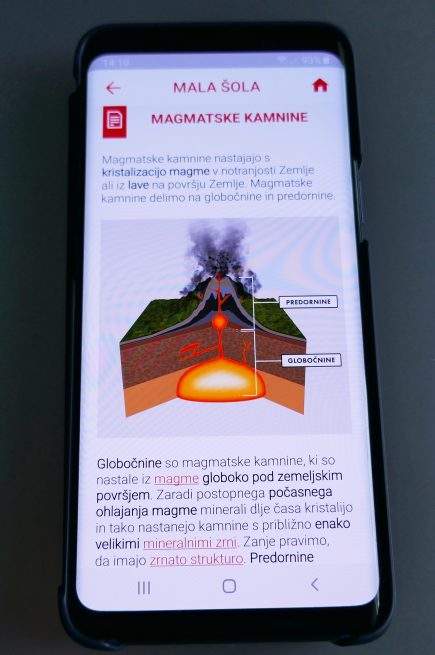 14:10
93%
MALA ŠOLA
MAGMATSKE KAMNINE
Magmatske kamnine nastajajo s
kristalizacijo magme v notranjosti Zemlje
ali iz lave na površju Zemlje. Magmatske
kamnine delimo na globočnine in predornine.
PREDORNINE
GLOBOČNINE
Globočnine so magmatske kamnine, ki so
nastale iz magme globoko pod zemeljskim
površjem. Zaradi postopnega počasnega
ohlajanja magme minerali dlje časa kristalijo
in tako nastanejo kamnine s približno enako
velikimi mineralnimi zrni. Zanje pravimo,
da imajo zrnato strukturo. Predornine